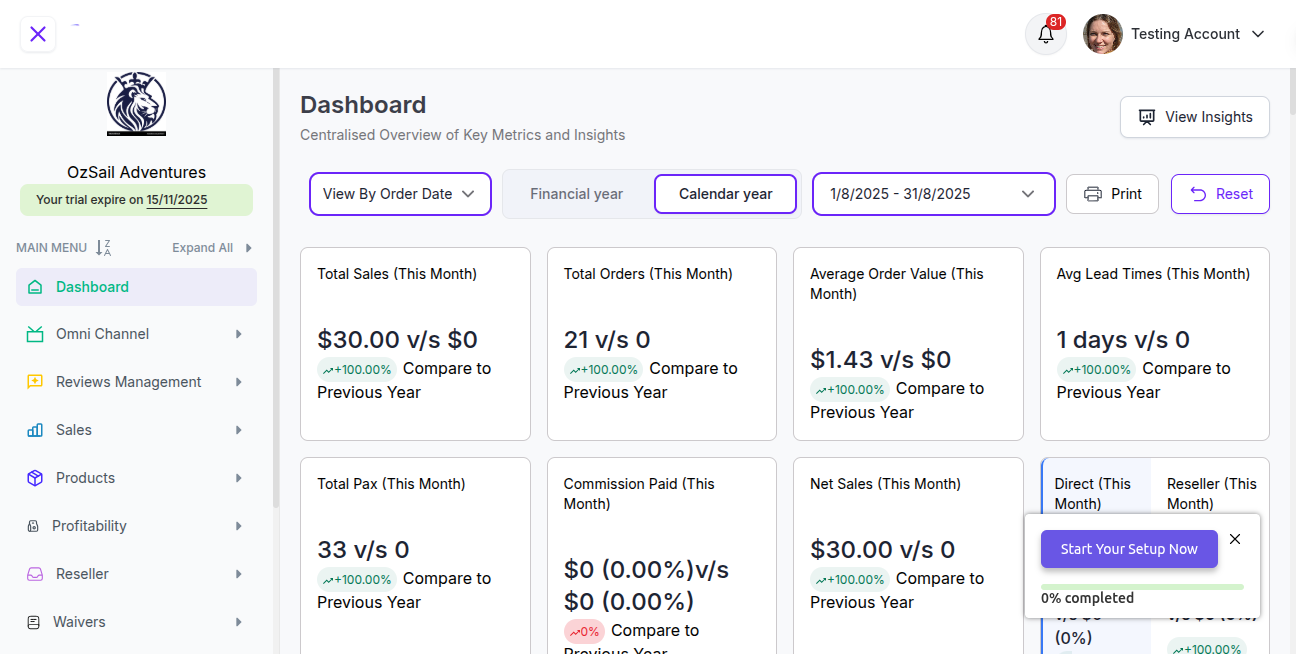 81
Testing Account
OzSail Adventures
Your trial expire on 15/11/2025
MAIN MENU
Z
A
Expand All
Dashboard
Omni Channel
Reviews Management
Sales
Products
Profitability
Reseller
Waivers
Dashboard
Centralised Overview of Key Metrics and Insights
View Insights
View By Order Date
Financial year
Calendar year
1/8/2025 - 31/8/2025
Print
Reset
Total Sales (This Month)
$30.00 v/s $0
+100.00% Compare to
Previous Year
Total Orders (This Month)
21 v/s 0
+100.00% Compare to
Previous Year
Average Order Value (This
Month)
$1.43 v/s $0
+100.00% Compare to
Previous Year
Avg Lead Times (This Month)
1 days v/s 0
+100.00% Compare to
Previous Year
Total Pax (This Month)
33 v/s 0
+100.00% Compare to
Previous Year
Commission Paid (This
Month)
$0 (0.00%)v/s
$0 (0.00%)
0% Compare to
Previous Year
Net Sales (This Month)
$30.00 v/s 0
+100.00% Compare to
Previous Year
Direct (This
Month)
(0%)
Reseller (This
Month)
+100.00%
Start Your Setup Now
0% completed